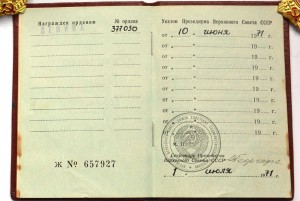 Награжден орденом
№ ордена
ЛЕНИНА
377030
Ж № 657927
Указом Президиума Верховного Совета СССР
от „ 10 „ июня 1971 г.
от „ „ 19 г.
от „ „ 19 г.
от „ „ 19 г.
от „ „ 19 г.
от „ „ 19 г.
от „ „ 19 г.
от „ „ 19 г.
от „ „ 19 г.
М. П.
Секретарь Президиума
Верховного Совета СССР
„ 1 „ июля 1971 г.